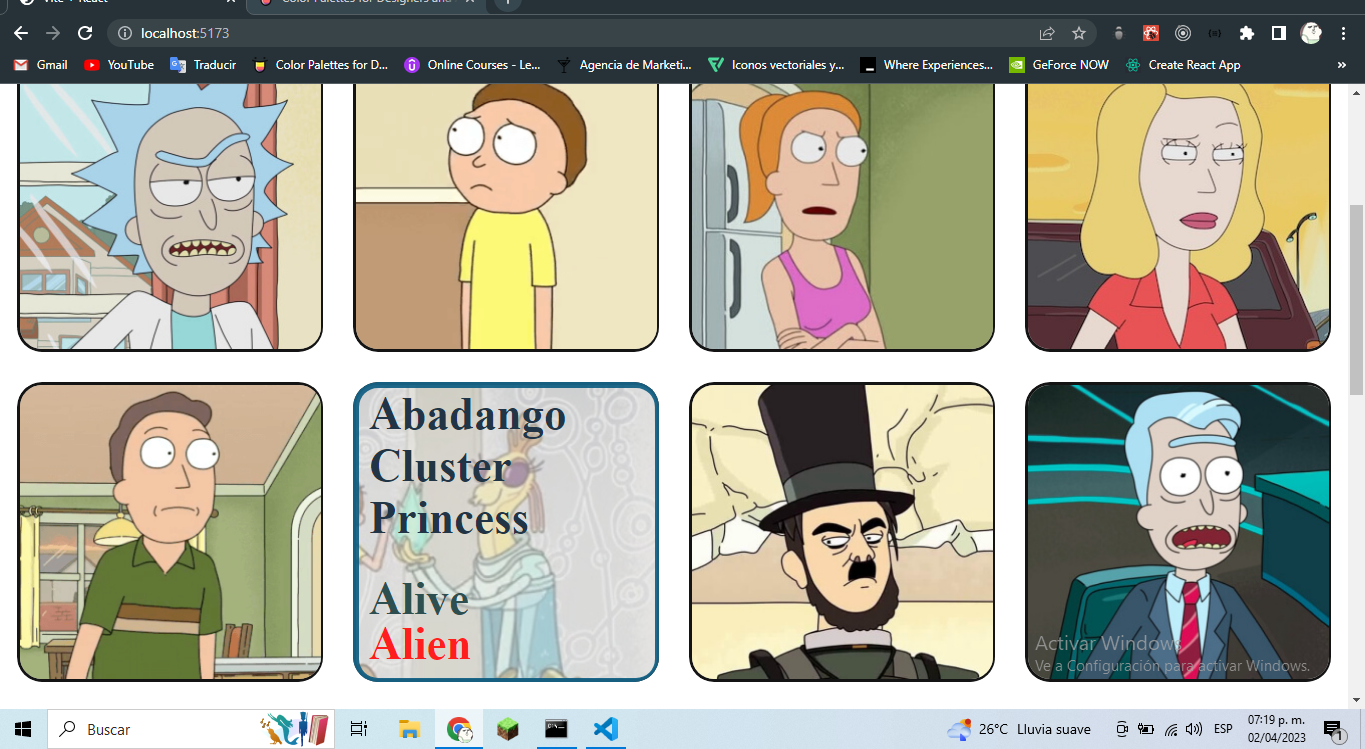 Vite + React
Color Palettes for Designers and
localhost:5173
Gmail
YouTube
Traducir
Color Palettes for D...
Online Courses - Le...
Agencia de Marketi...
Iconos vectoriales y...
Where Experiences...
GeForce NOW
Create React App
»
Abadango
Cluster
Princess
Alive
Alien
Activar Windows
Ve a Configuración para activar Windows.
Buscar
26°C Lluvia suave
ESP
07:19 p. m.
02/04/2023
1